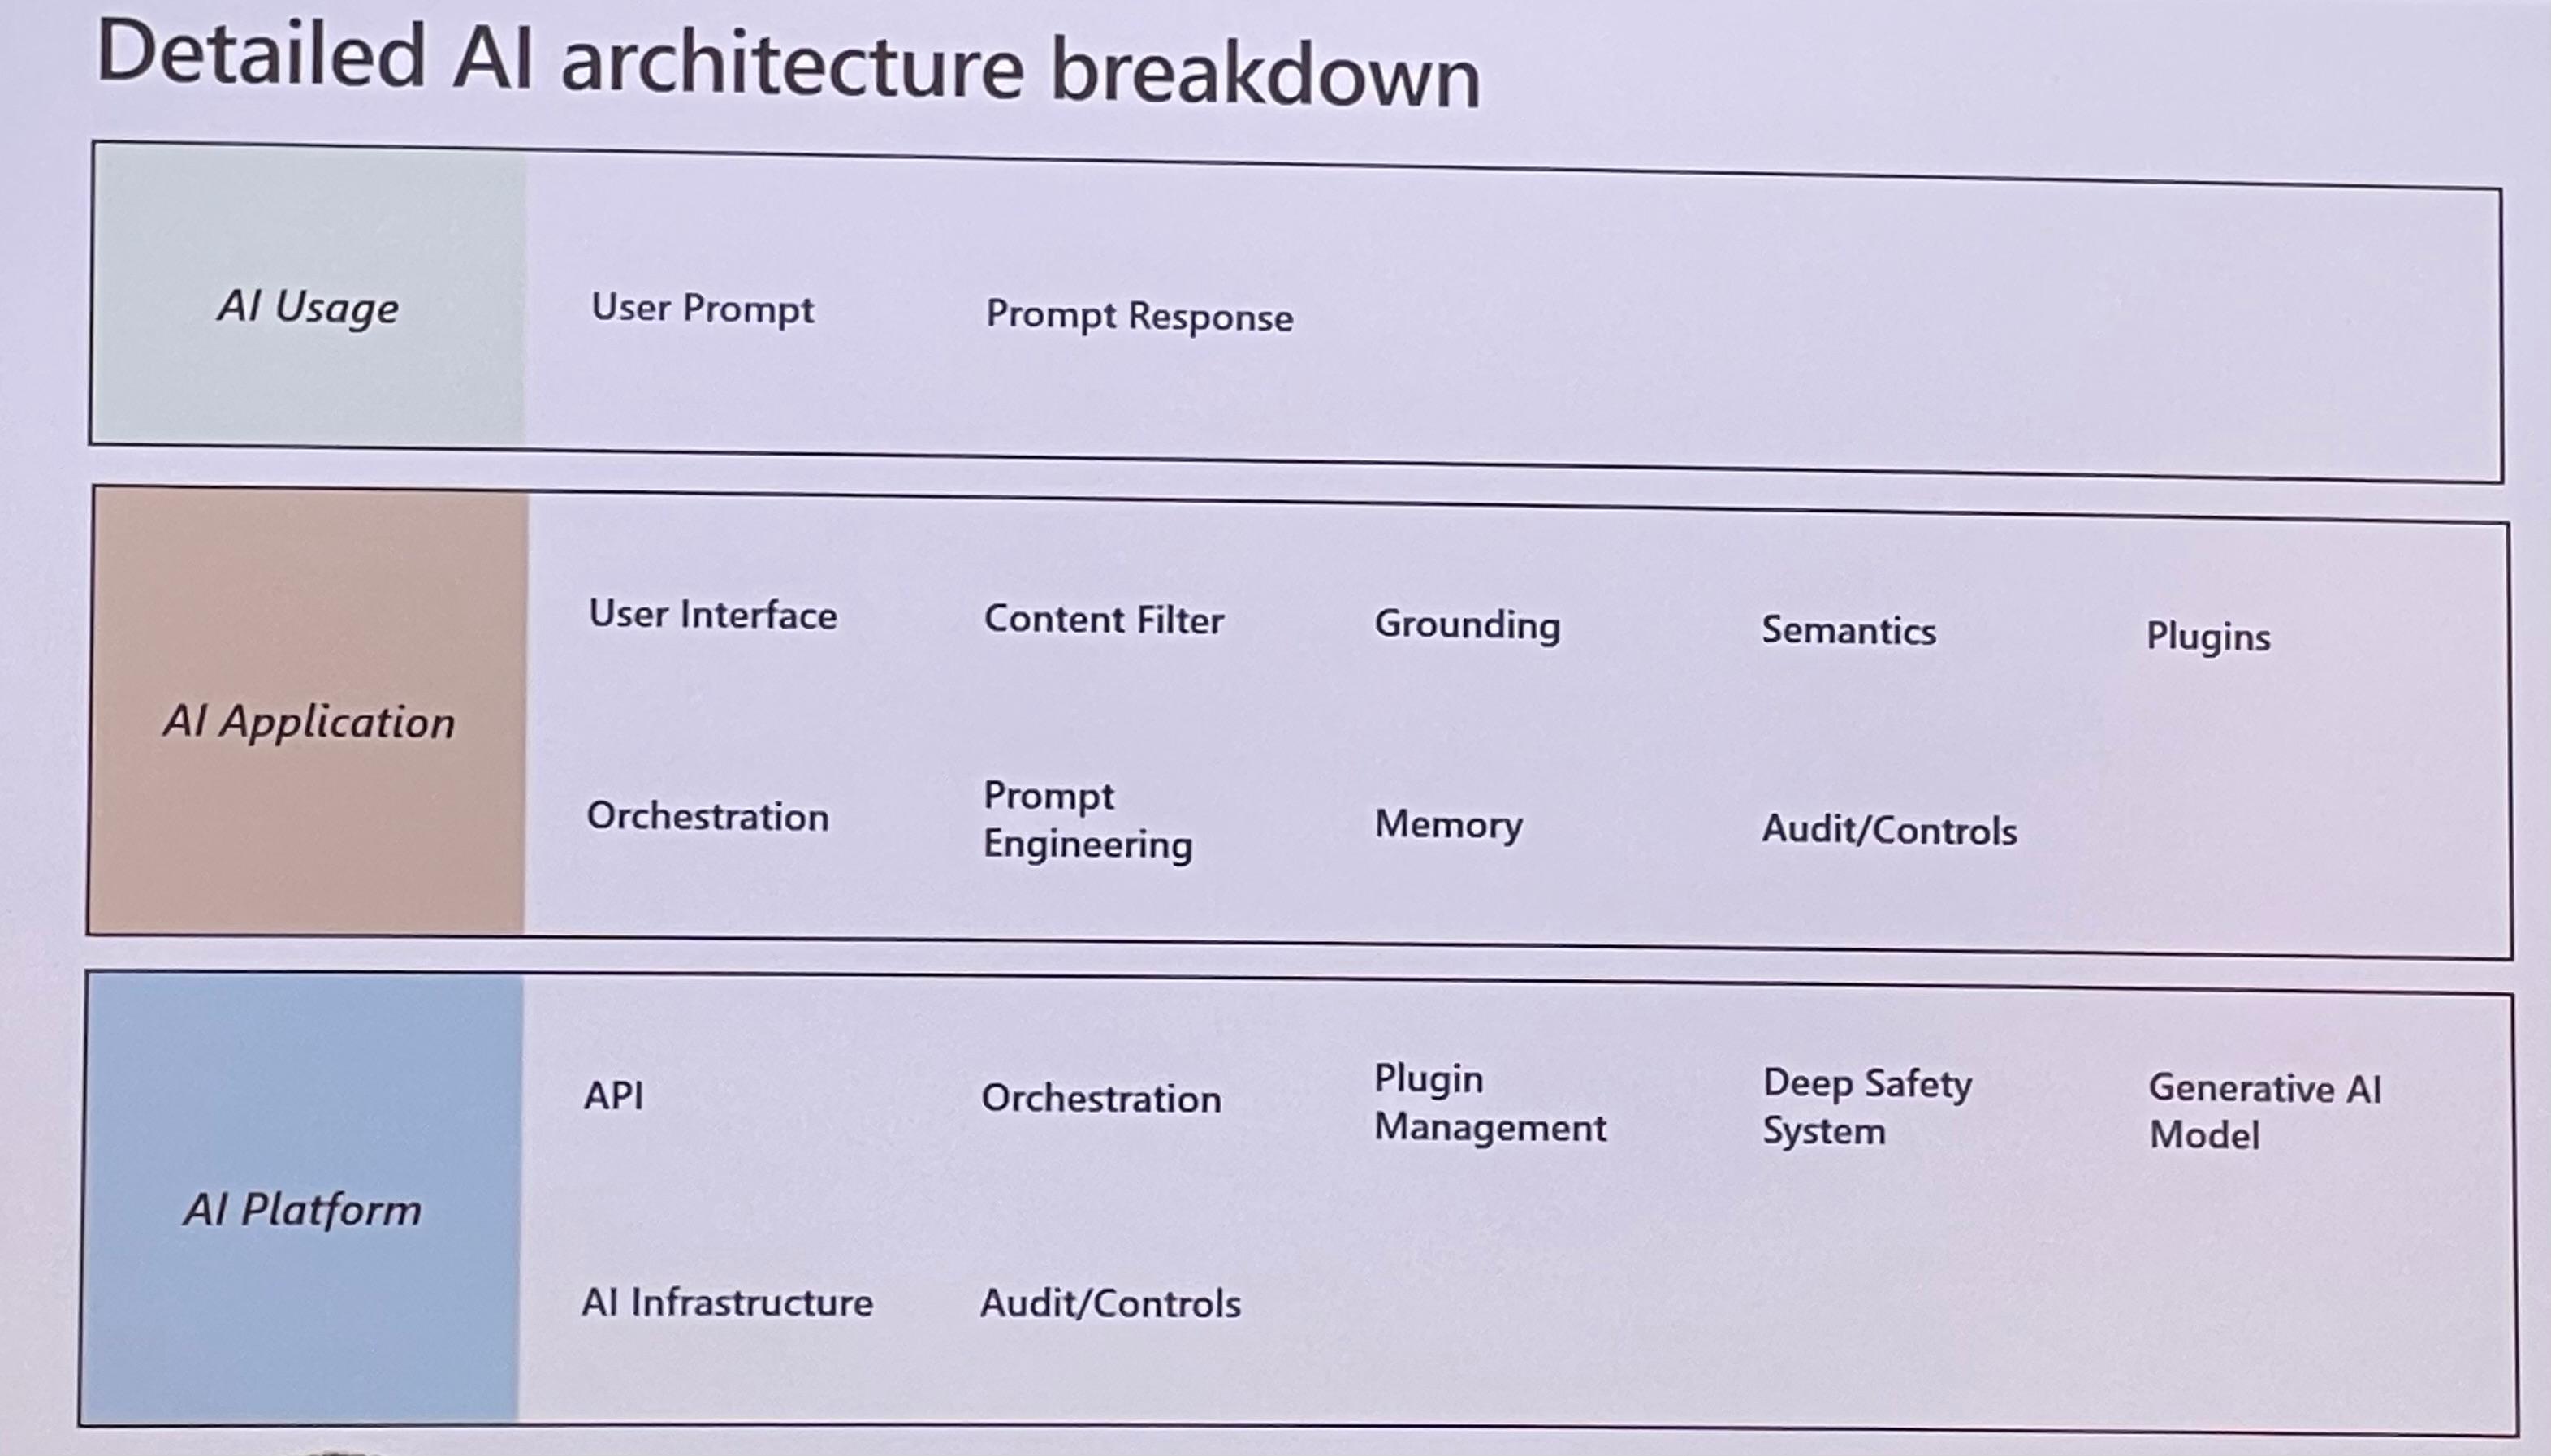 Detailed AI architecture breakdown
AI Usage
User Prompt
Prompt Response
AI Application
User Interface
Content Filter
Grounding
Semantics
Plugins
Orchestration
Prompt
Engineering
Memory
Audit/Controls
AI Platform
API
Orchestration
Plugin
Management
Deep Safety
System
Generative AI
Model
AI Infrastructure
Audit/Controls